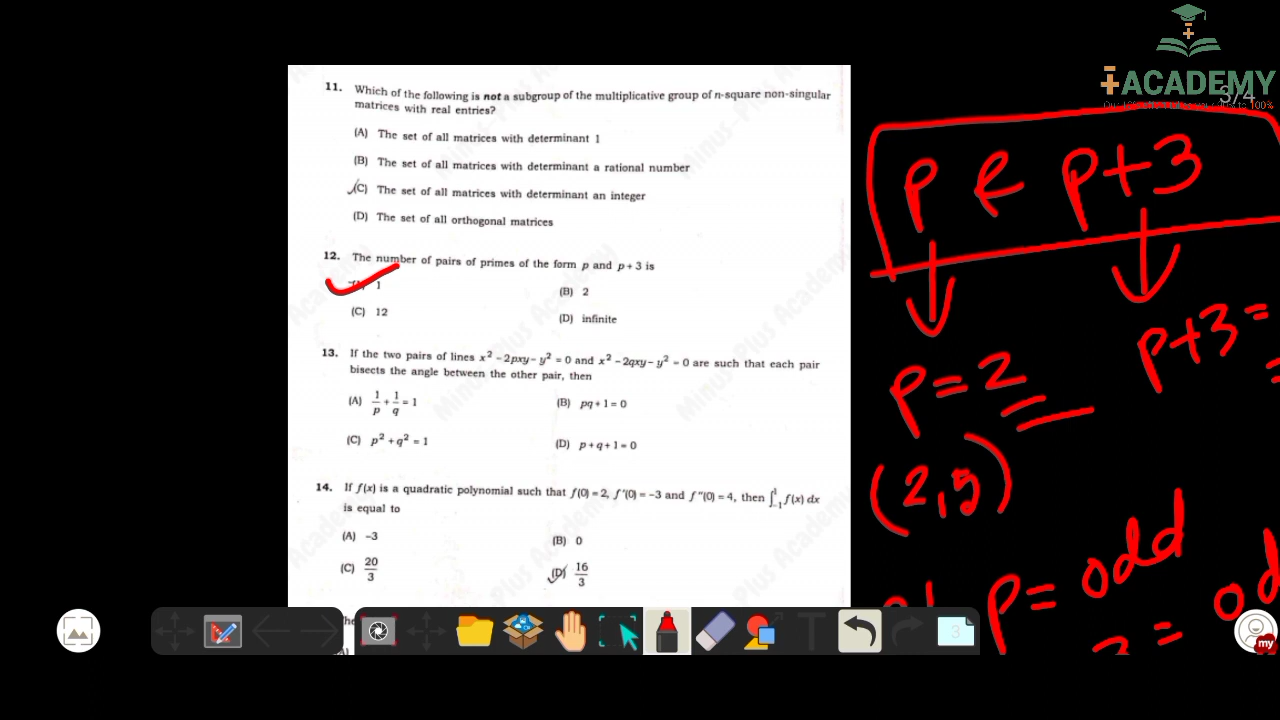 ACADEMY
3/4
11. Which of the following is not a subgroup of the multiplicative group of n-square non-singular
matrices with real entries?
(A) The set of all matrices with determinant 1
(B) The set of all matrices with determinant a rational number
(C) The set of all matrices with determinant an integer
(D) The set of all orthogonal matrices
12. The number of pairs of primes of the form p and p+3 is
1
(B) 2
(C) 12
(D) infinite
13. If the two pairs of lines x² – 2pxy – y² = 0 and x² – 2qxy – y² = 0 are such that each pair
bisects the angle between the other pair, then
(A) 1/p + 1/q = 1
(B) pq + 1 = 0
(C) p² + q² = 1
(D) p + q + 1 = 0
14. If f(x) is a quadratic polynomial such that f(0) = 2, f'(0) = –3 and f''(0) = 4, then ∫₋₁¹ f(x) dx
is equal to
(A) –3
(B) 0
(C) 20/3
(D) 16/3
p & p+3
p+3=
p=2
(2,5)
p= odd
3
my